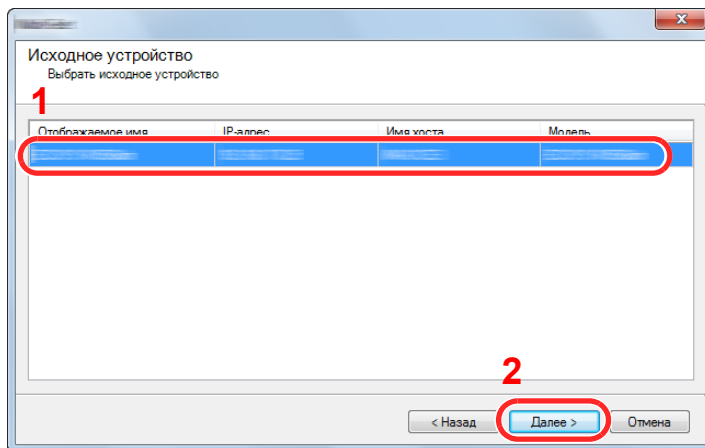 Исходное устройство
Выбрать исходное устройство
1
Отображаемое имя IP-адрес Имя хоста Модель
2
< Назад Далее > Отмена